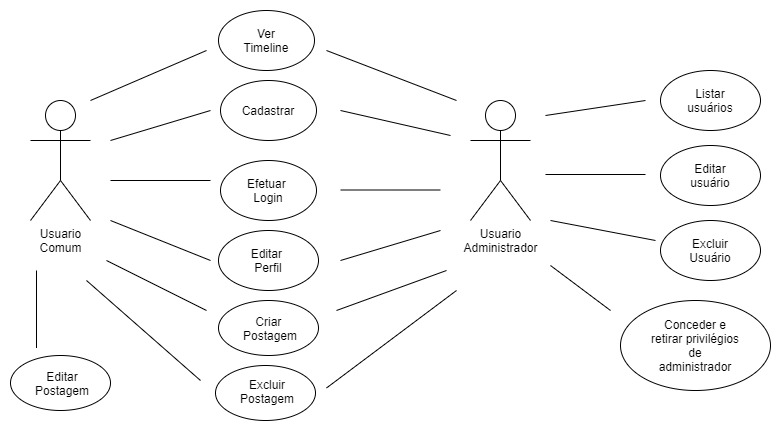 Ver
Timeline
Cadastrar
Listar
usuários
Efetuar
Login
Editar
usuário
Usuario
Comum
Usuario
Administrador
Editar
Perfil
Excluir
Usuário
Criar
Postagem
Conceder e
retirar privilégios
de
administrador
Editar
Postagem
Excluir
Postagem